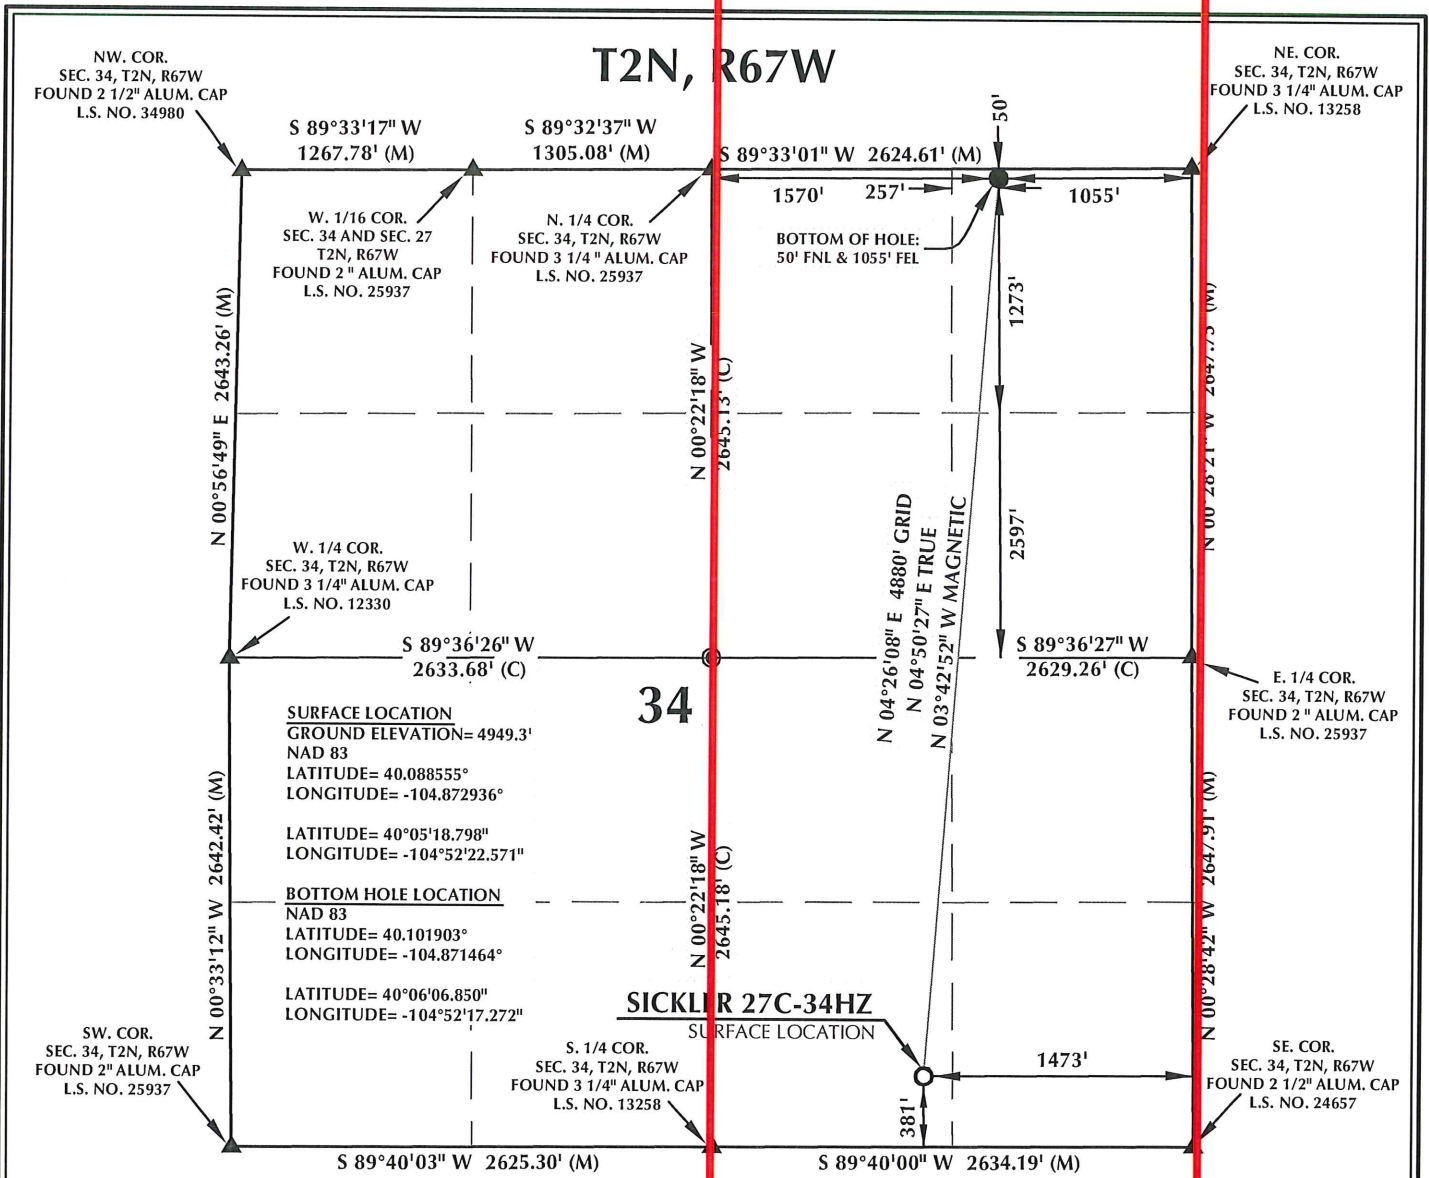 T2N, R67W
NW. COR.
SEC. 34, T2N, R67W
FOUND 2 1/2" ALUM. CAP
L.S. NO. 34980
NE. COR.
SEC. 34, T2N, R67W
FOUND 3 1/4" ALUM. CAP
L.S. NO. 13258
S 89°33'17" W
1267.78' (M)
S 89°32'37" W
1305.08' (M)
S 89°33'01" W 2624.61' (M)
50'
1570'
257'
1055'
W. 1/16 COR.
SEC. 34 AND SEC. 27
T2N, R67W
FOUND 2 " ALUM. CAP
L.S. NO. 25937
N. 1/4 COR.
SEC. 34, T2N, R67W
FOUND 3 1/4 " ALUM. CAP
L.S. NO. 25937
BOTTOM OF HOLE:
50' FNL & 1055' FEL
N 00°56'49" E 2643.26' (M)
N 00°22'18" W
2645.13' (C)
1273'
N 00°28'21" W 2647.75' (M)
2597'
N 04°26'08" E 4880' GRID
N 04°50'27" E TRUE
N 03°42'52" W MAGNETIC
W. 1/4 COR.
SEC. 34, T2N, R67W
FOUND 3 1/4" ALUM. CAP
L.S. NO. 12330
S 89°36'26" W
2633.68' (C)
S 89°36'27" W
2629.26' (C)
E. 1/4 COR.
SEC. 34, T2N, R67W
FOUND 2 " ALUM. CAP
L.S. NO. 25937
34
SURFACE LOCATION
GROUND ELEVATION= 4949.3'
NAD 83
LATITUDE= 40.088555°
LONGITUDE= -104.872936°
LATITUDE= 40°05'18.798"
LONGITUDE= -104°52'22.571"
BOTTOM HOLE LOCATION
NAD 83
LATITUDE= 40.101903°
LONGITUDE= -104.871464°
LATITUDE= 40°06'06.850"
LONGITUDE= -104°52'17.272"
N 00°33'12" W 2642.42' (M)
N 00°22'18" W
2645.18' (C)
N 00°28'42" W 2647.91' (M)
SICKLER 27C-34HZ
SURFACE LOCATION
1473'
381'
SW. COR.
SEC. 34, T2N, R67W
FOUND 2" ALUM. CAP
L.S. NO. 25937
S. 1/4 COR.
SEC. 34, T2N, R67W
FOUND 3 1/4" ALUM. CAP
L.S. NO. 13258
SE. COR.
SEC. 34, T2N, R67W
FOUND 2 1/2" ALUM. CAP
L.S. NO. 24657
S 89°40'03" W 2625.30' (M)
S 89°40'00" W 2634.19' (M)